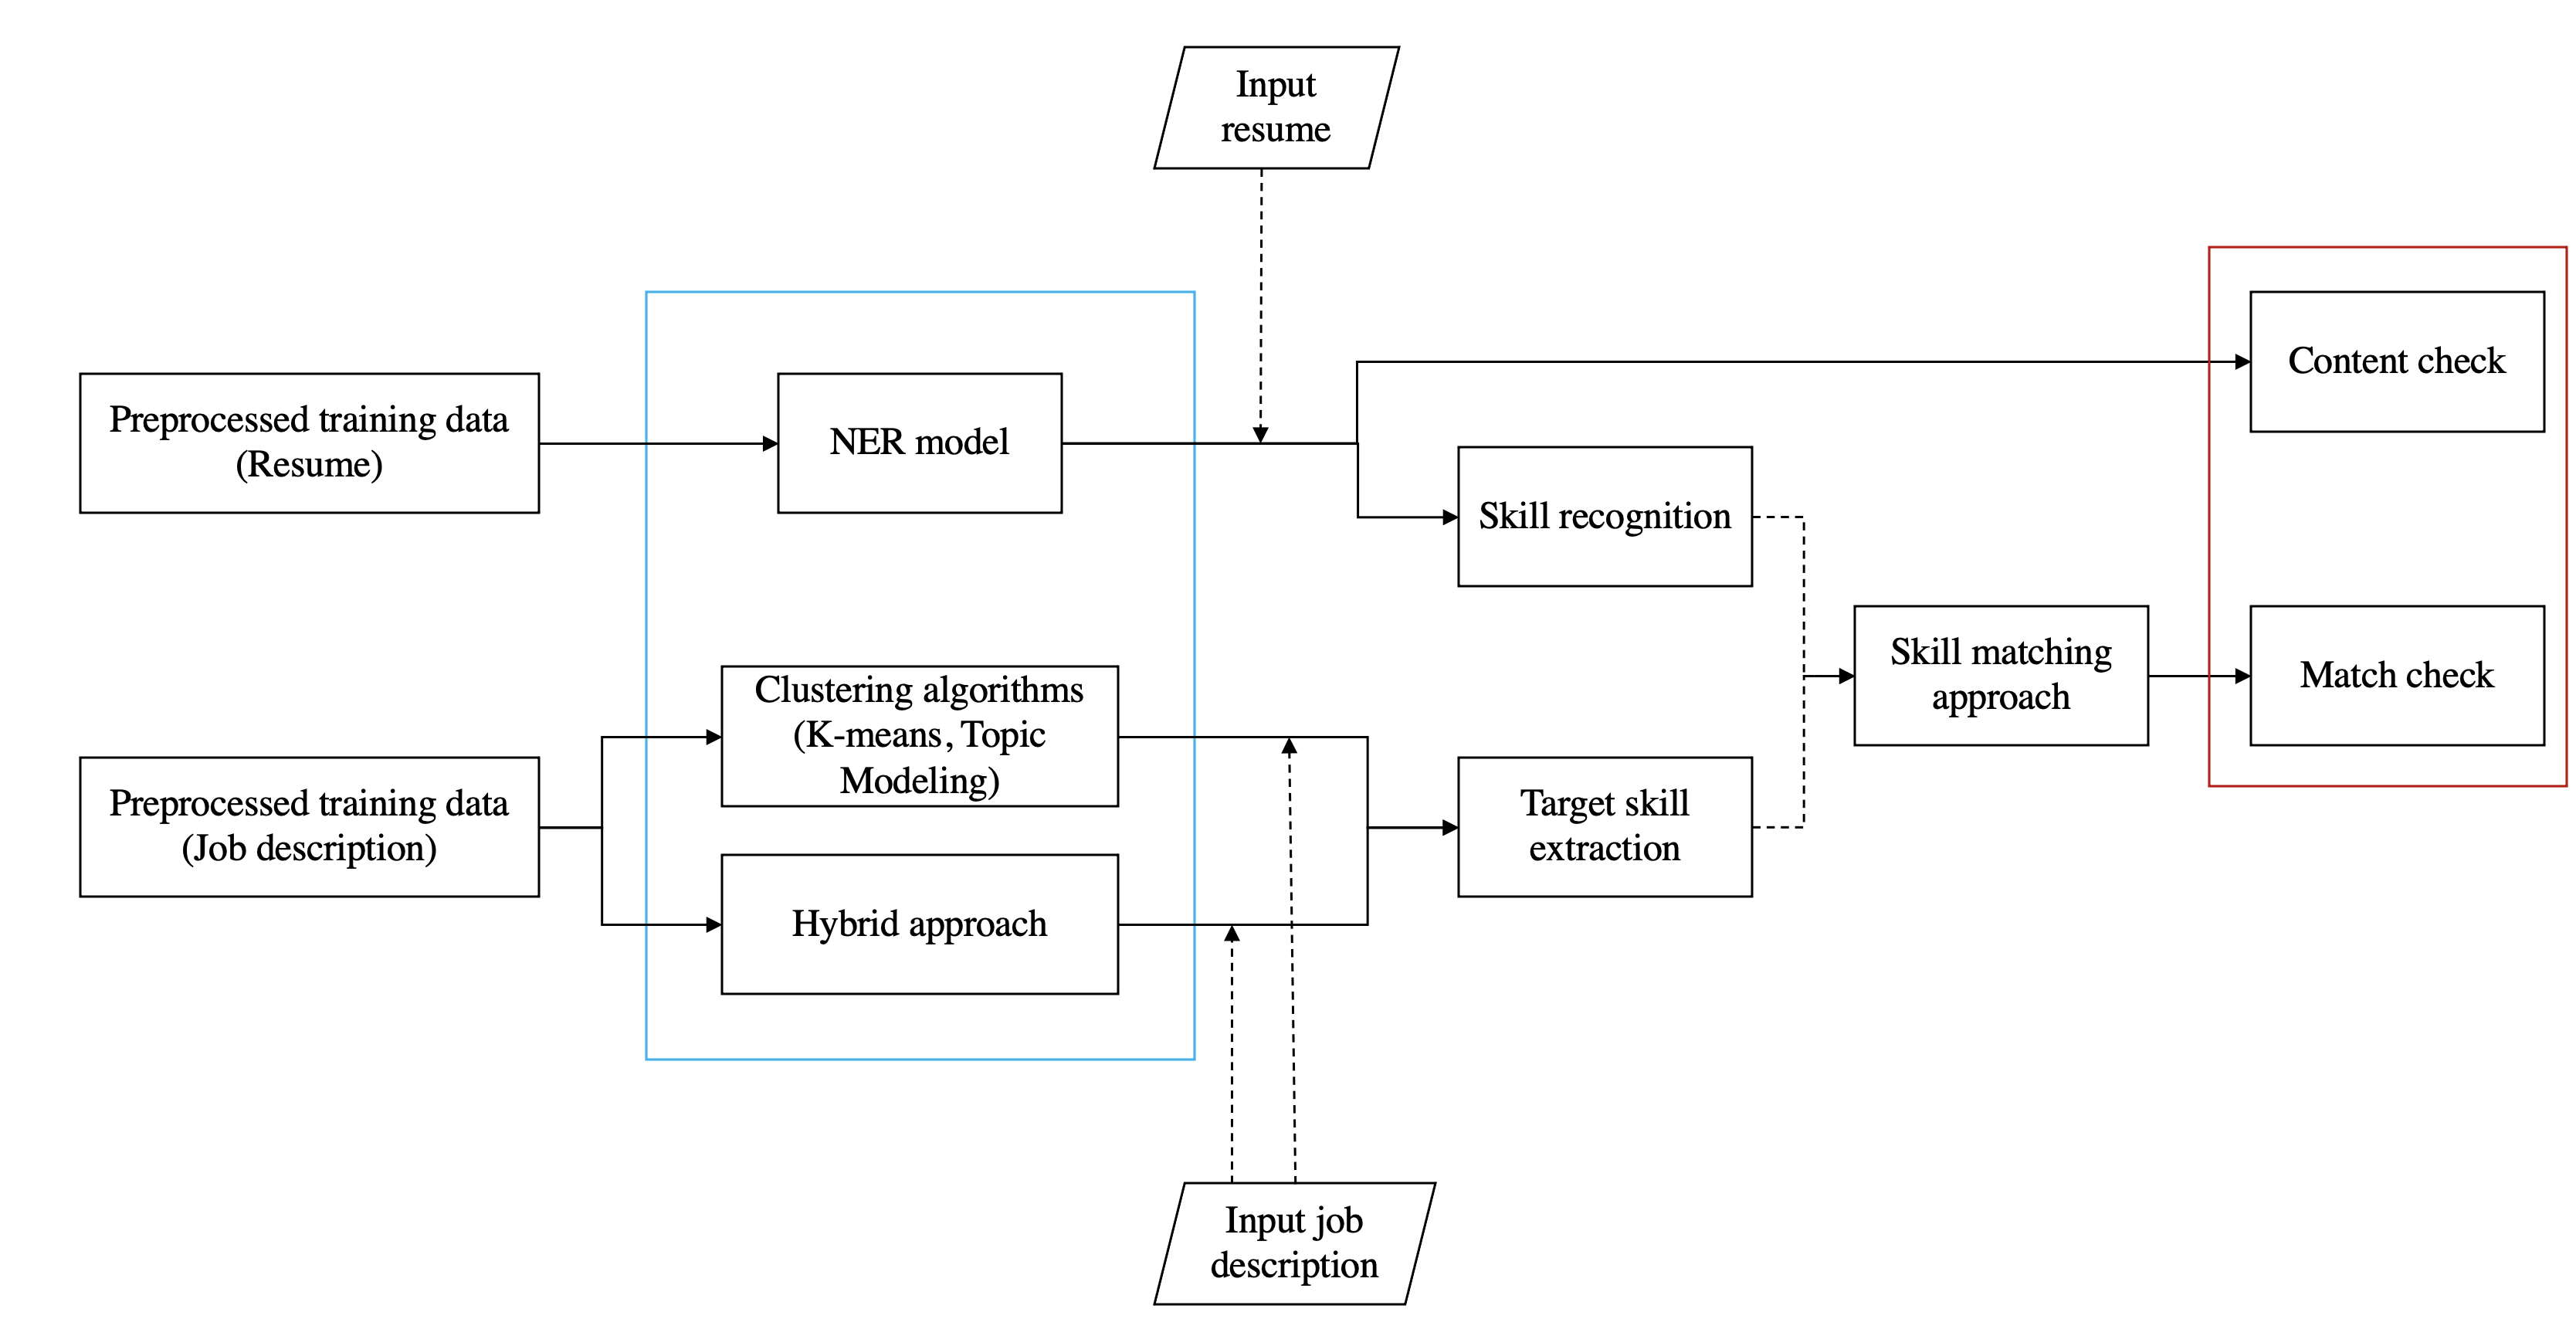 Input
resume
Content check
Preprocessed training data
(Resume)
NER model
Skill recognition
Skill matching
approach
Match check
Clustering algorithms
(K-means, Topic
Modeling)
Preprocessed training data
(Job description)
Target skill
extraction
Hybrid approach
Input job
description